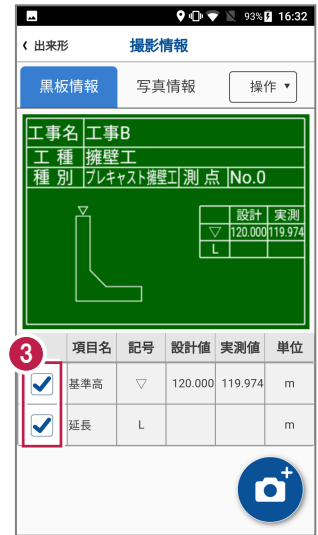 93% 16:32
出来形 撮影情報
黒板情報 写真情報 操作
工事名 工事B
工種 擁壁工
種別 プレキャスト擁壁工 測点 No.0
設計 実測
▽ 120.000 119.974
L
▽
3
項目名 記号 設計値 実測値 単位
基準高 ▽ 120.000 119.974 m
延長 L m